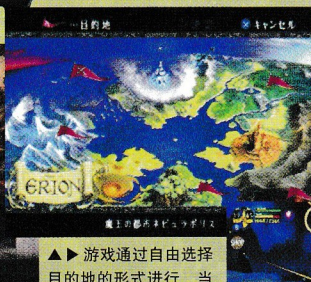 目的地
キャンセル
ERION
魔王の都市ネビュラポリス
▲▶ 游戏通过自由选择
目的地的形式进行，当